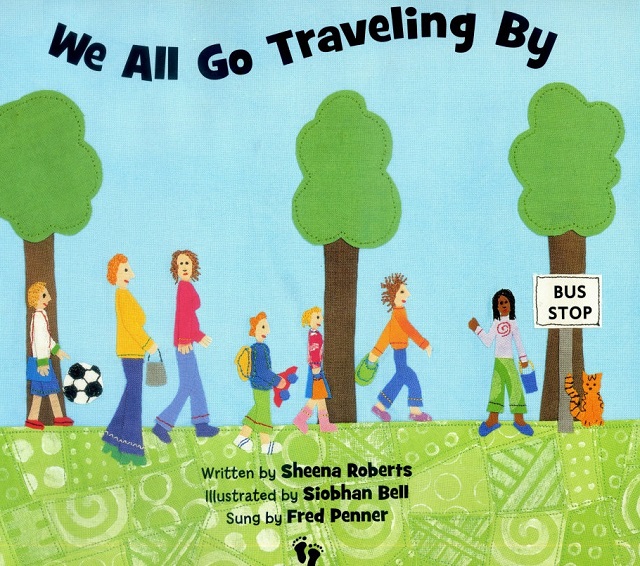 We All Go Traveling By
BUS
STOP
Written by Sheena Roberts
Illustrated by Siobhan Bell
Sung by Fred Penner